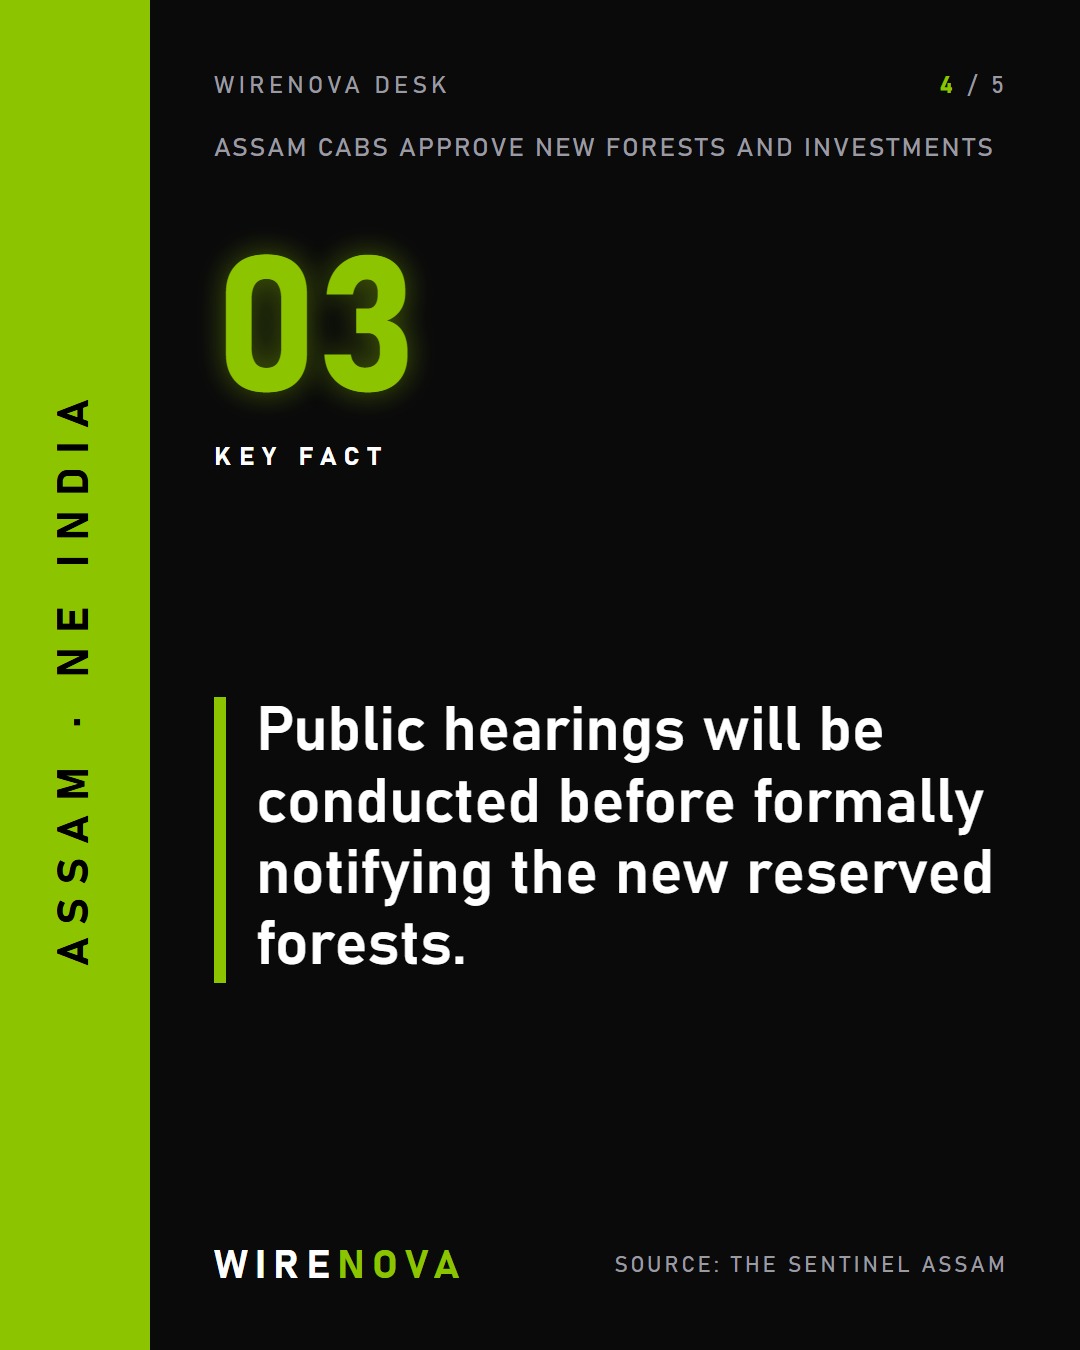 ASSAM · NE INDIA
WIRENOVA DESK
4 / 5
ASSAM CABS APPROVE NEW FORESTS AND INVESTMENTS
03
KEY FACT
Public hearings will be
conducted before formally
notifying the new reserved
forests.
WIRENOVA
SOURCE: THE SENTINEL ASSAM